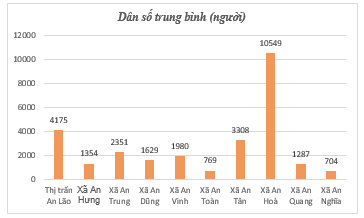 Dân số trung bình (người)
12000
10000
8000
6000
4000
2000
0
4175
1354
2351
1629
1980
769
3308
10549
1287
704
Thị trấn An Lão
Xã An Hưng
Xã An Trung
Xã An Dũng
Xã An Vinh
Xã An Toàn
Xã An Tân
Xã An Hoà
Xã An Quang
Xã An Nghĩa